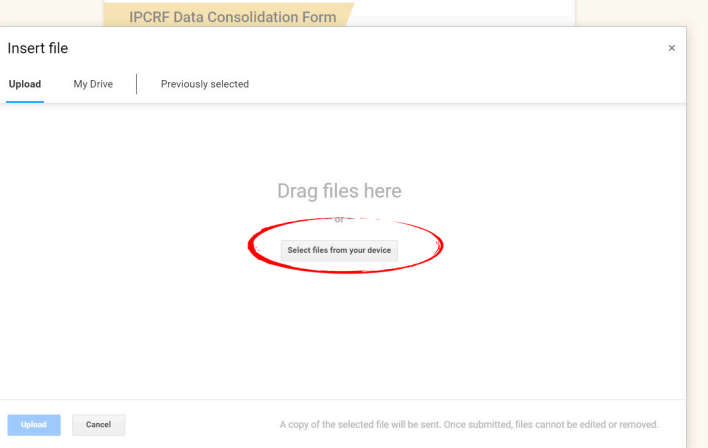 IPCRF Data Consolidation Form
Insert file ×
Upload My Drive Previously selected
Drag files here
or
Select files from your device
Upload Cancel A copy of the selected file will be sent. Once submitted, files cannot be edited or removed.